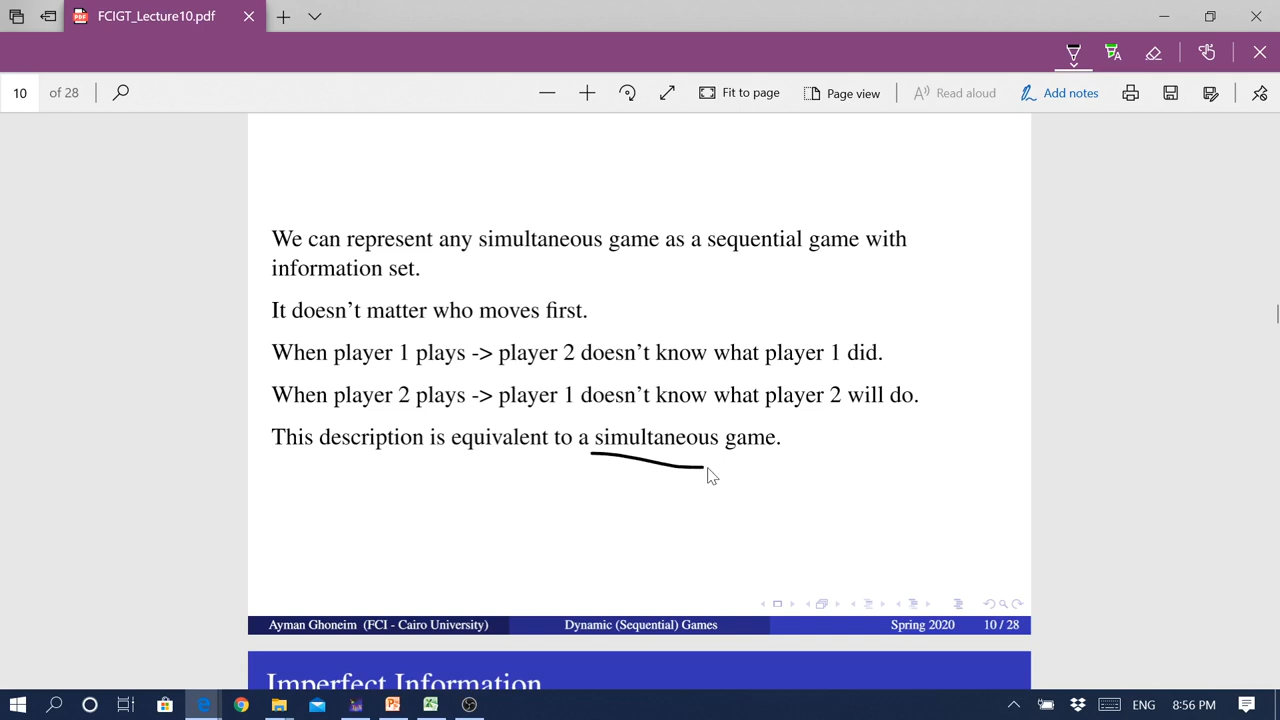 FCIGT_Lecture10.pdf
10 of 28
Fit to page
Page view
Read aloud
Add notes
We can represent any simultaneous game as a sequential game with
information set.
It doesn't matter who moves first.
When player 1 plays -> player 2 doesn't know what player 1 did.
When player 2 plays -> player 1 doesn't know what player 2 will do.
This description is equivalent to a simultaneous game.
Ayman Ghoneim (FCI - Cairo University) Dynamic (Sequential) Games Spring 2020 10 / 28
Imperfect Information
ENG 8:56 PM